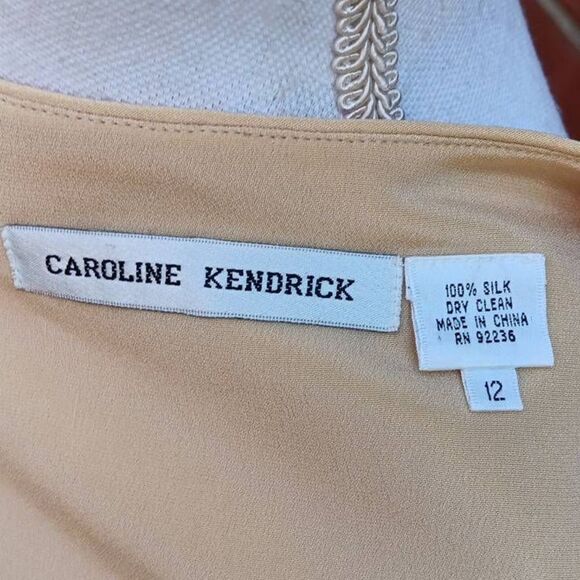 CAROLINE KENDRICK
100% SILK
DRY CLEAN
MADE IN CHINA
RN 92236
12